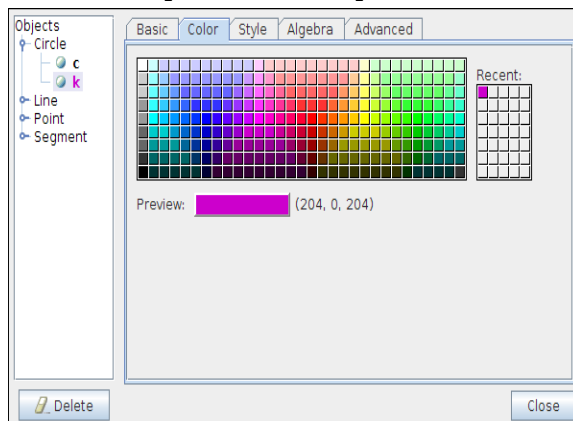 Objects
Circle
c
k
Line
Point
Segment
Basic Color Style Algebra Advanced
Recent:
Preview: (204, 0, 204)
Delete Close